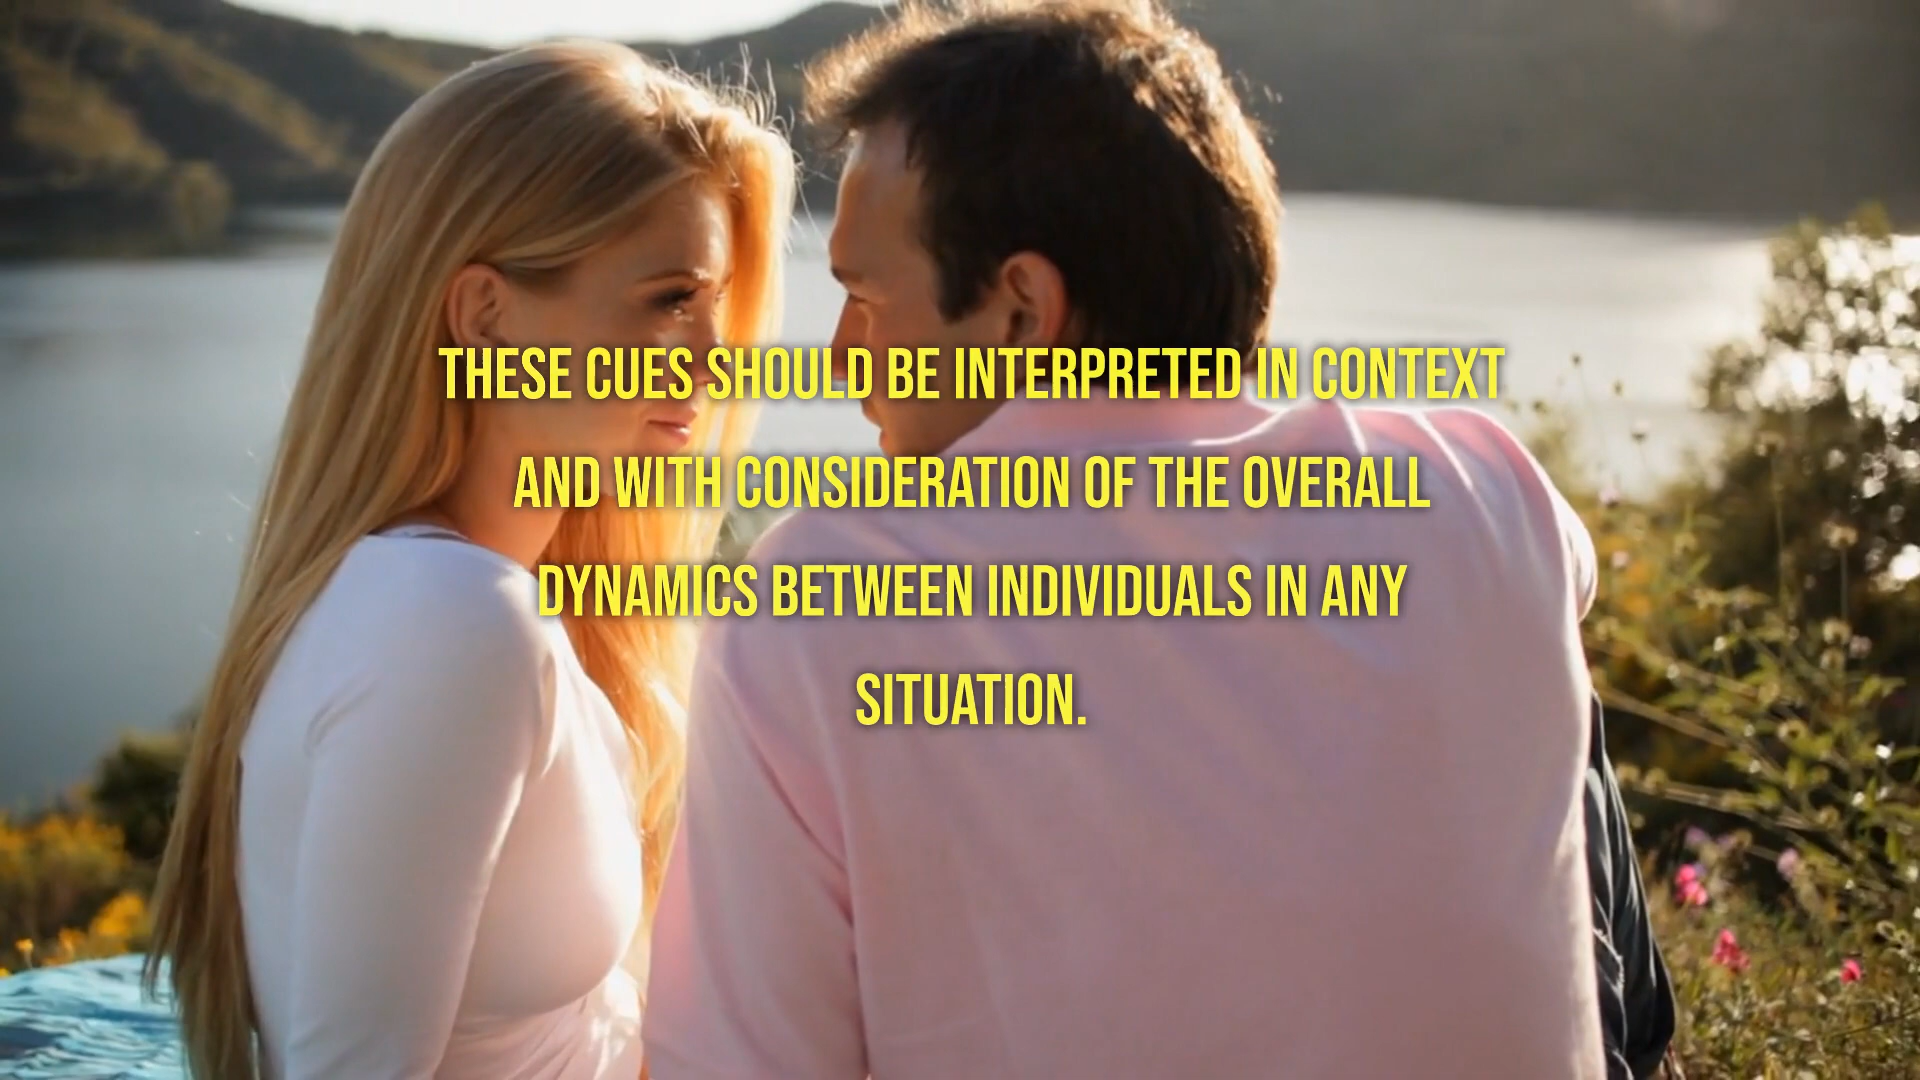 THESE CUES SHOULD BE INTERPRETED IN CONTEXT
AND WITH CONSIDERATION OF THE OVERALL
DYNAMICS BETWEEN INDIVIDUALS IN ANY
SITUATION.